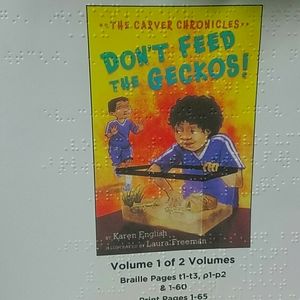 THE CARVER CHRONICLES
DON'T FEED
THE GECKOS!
BY Karen English
ILLUSTRATED BY Laura Freeman
Volume 1 of 2 Volumes
Braille Pages t1-t3, p1-p2
& 1-60
Print Pages 1-65